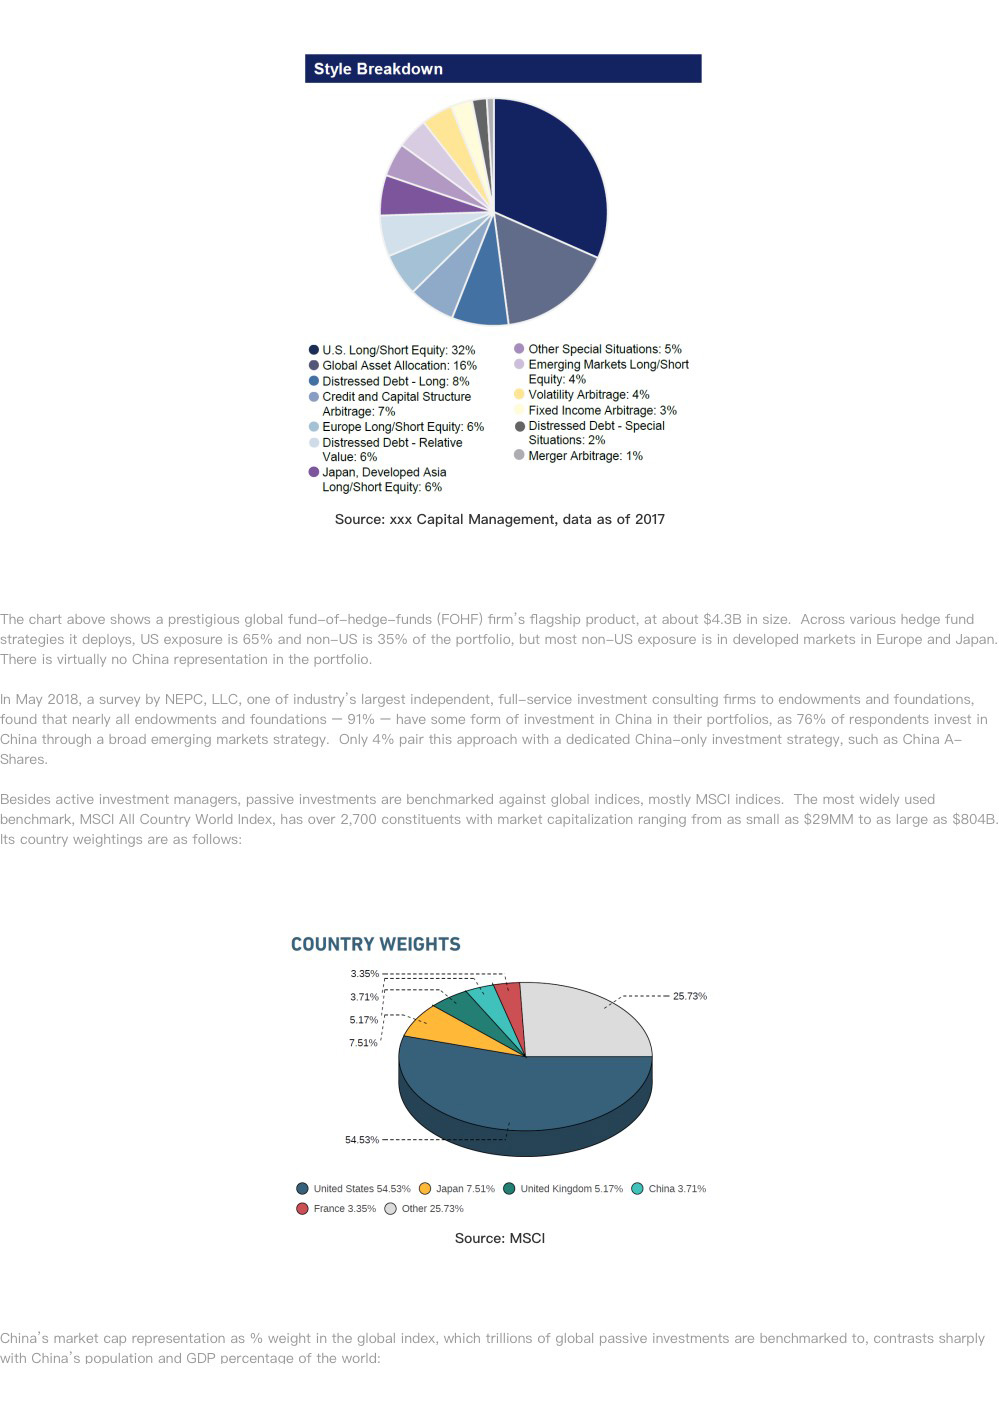 Style Breakdown
U.S. Long/Short Equity: 32%
Global Asset Allocation: 16%
Distressed Debt - Long: 8%
Credit and Capital Structure
Arbitrage: 7%
Europe Long/Short Equity: 6%
Distressed Debt - Relative
Value: 6%
Japan, Developed Asia
Long/Short Equity: 6%
Other Special Situations: 5%
Emerging Markets Long/Short
Equity: 4%
Volatility Arbitrage: 4%
Fixed Income Arbitrage: 3%
Distressed Debt - Special
Situations: 2%
Merger Arbitrage: 1%
Source: xxx Capital Management, data as of 2017
The chart above shows a prestigious global fund-of-hedge-funds (FOHF) firm's flagship product, at about $4.3B in size.  Across various hedge fund
strategies it deploys, US exposure is 65% and non-US is 35% of the portfolio, but most non-US exposure is in developed markets in Europe and Japan.
There is virtually no China representation in the portfolio.
In May 2018, a survey by NEPC, LLC, one of industry's largest independent, full-service investment consulting firms to endowments and foundations,
found that nearly all endowments and foundations — 91% — have some form of investment in China in their portfolios, as 76% of respondents invest in
China through a broad emerging markets strategy.  Only 4% pair this approach with a dedicated China-only investment strategy, such as China A-
Shares.
Besides active investment managers, passive investments are benchmarked against global indices, mostly MSCI indices.  The most widely used
benchmark, MSCI All Country World Index, has over 2,700 constituents with market capitalization ranging from as small as $29MM to as large as $804B.
Its country weightings are as follows:
COUNTRY WEIGHTS
3.35%
3.71%
5.17%
7.51%
25.73%
54.53%
United States 54.53% Japan 7.51% United Kingdom 5.17% China 3.71%
France 3.35% Other 25.73%
Source: MSCI
China's market cap representation as % weight in the global index, which trillions of global passive investments are benchmarked to, contrasts sharply
with China's population and GDP percentage of the world: